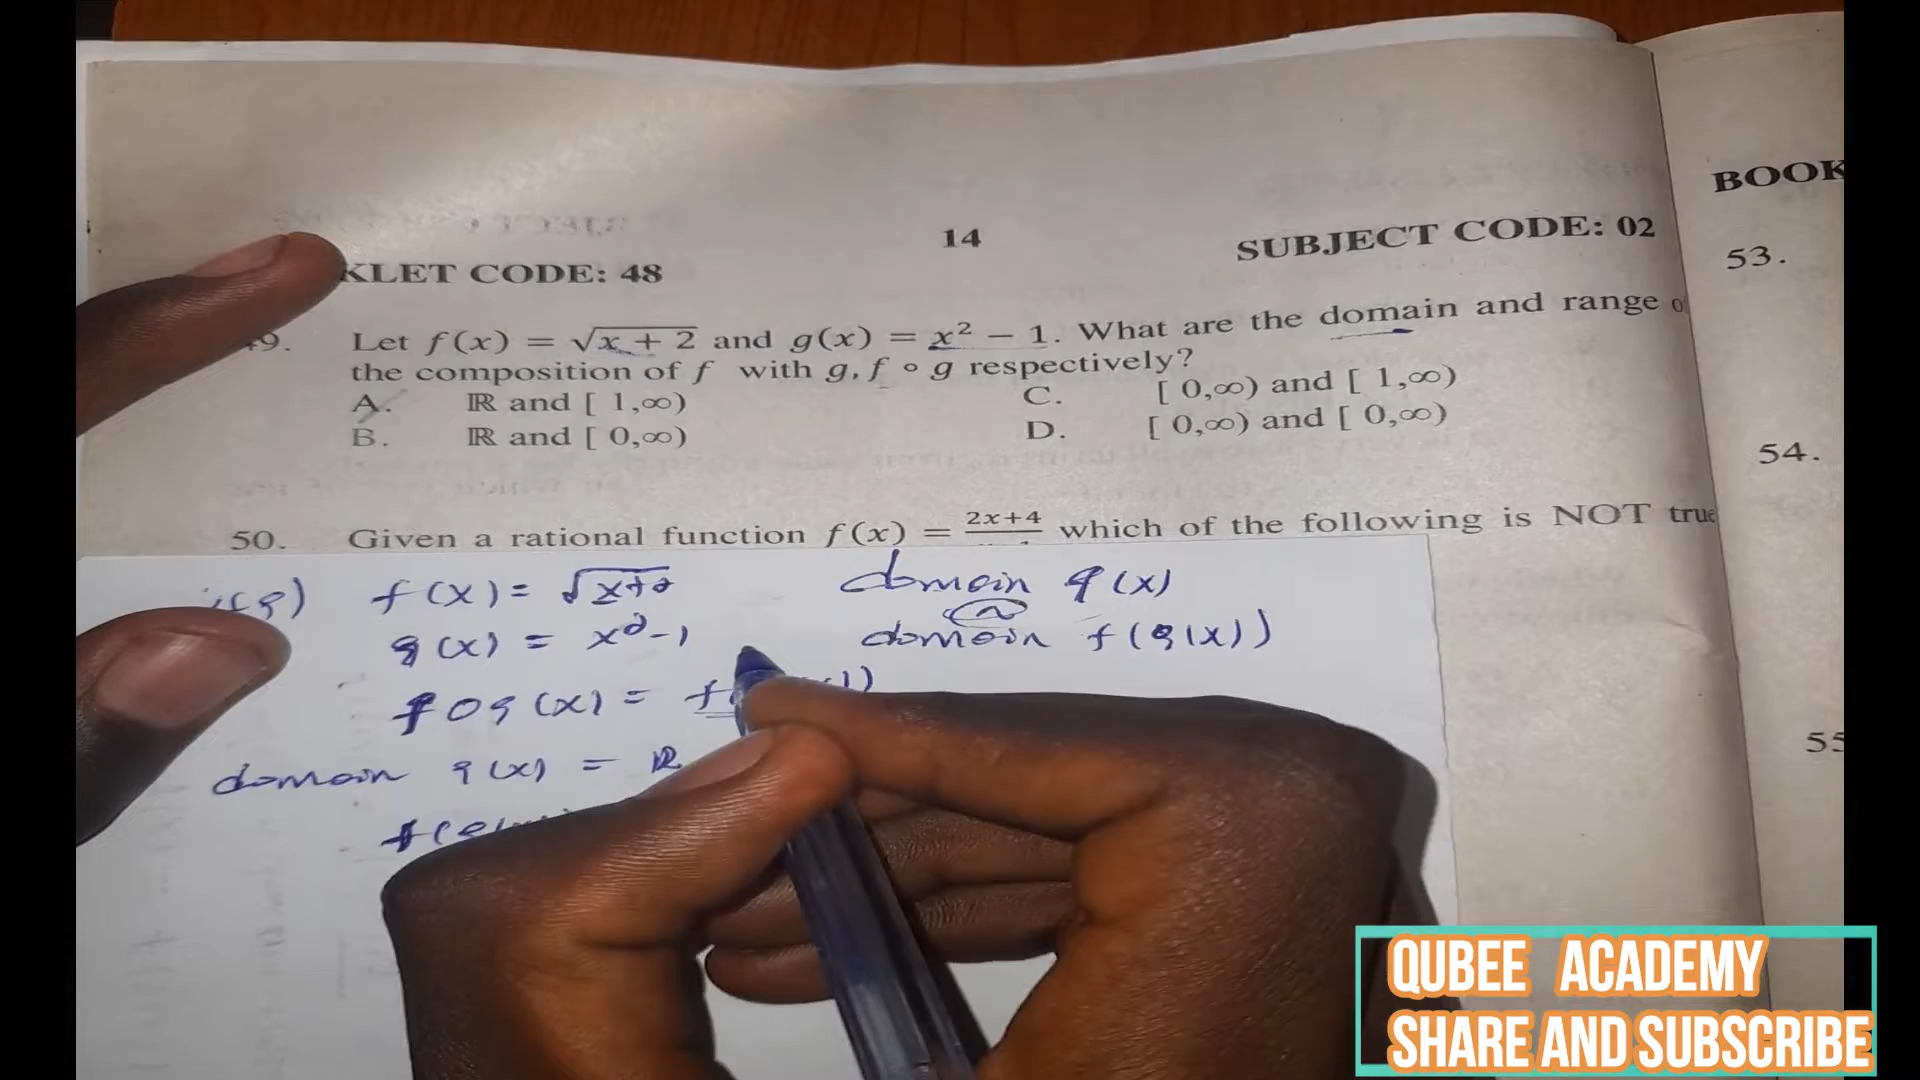 BOOK
14
KLET CODE: 48
SUBJECT CODE: 02
53.
49. Let f(x) = √x + 2 and g(x) = x² − 1. What are the domain and range
the composition of f with g, f ∘ g respectively?
A. ℝ and [ 1,∞)
C. [ 0,∞) and [ 1,∞)
B. ℝ and [ 0,∞)
D. [ 0,∞) and [ 0,∞)
54.
50. Given a rational function f(x) = 2x+4 which of the following is NOT true
f(x) = √x+2
domain g(x)
∩
g(x) = x²-1
domain f(g(x))
fog(x) =
domain g(x) = ℝ
55
QUBEE ACADEMY
SHARE AND SUBSCRIBE